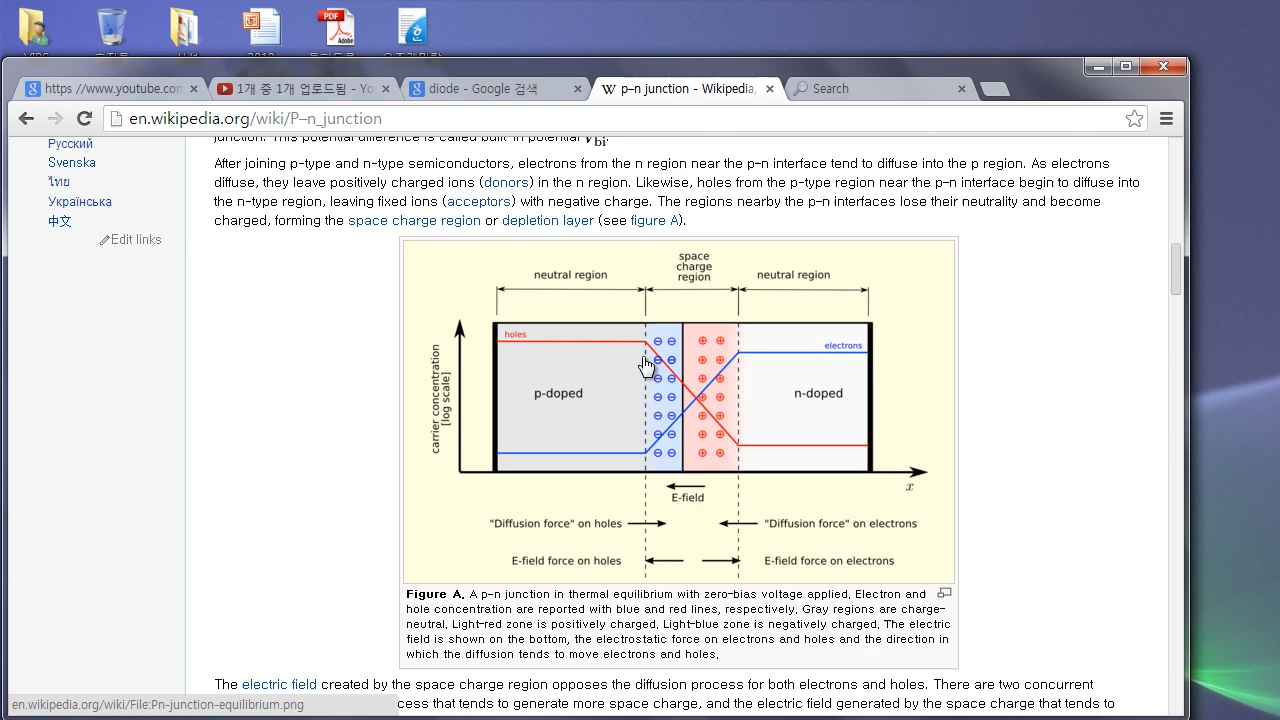 https://www.youtube.con
1개 중 1개 업로드됨 - Yo
diode - Google 검색
p–n junction - Wikipedia,
Search
en.wikipedia.org/wiki/P–n_junction
Русский
Svenska
ไทย
Українська
中文
Edit links
junction. This potential difference is called built-in potential Vbi.
After joining p-type and n-type semiconductors, electrons from the n region near the p–n interface tend to diffuse into the p region. As electrons
diffuse, they leave positively charged ions (donors) in the n region. Likewise, holes from the p-type region near the p–n interface begin to diffuse into
the n-type region, leaving fixed ions (acceptors) with negative charge. The regions nearby the p–n interfaces lose their neutrality and become
charged, forming the space charge region or depletion layer (see figure A).
neutral region
space
charge
region
neutral region
holes
electrons
p-doped
n-doped
carrier concentration
[log scale]
x
E-field
"Diffusion force" on holes
"Diffusion force" on electrons
E-field force on holes
E-field force on electrons
Figure A. A p–n junction in thermal equilibrium with zero-bias voltage applied. Electron and
hole concentration are reported with blue and red lines, respectively. Gray regions are charge-
neutral. Light-red zone is positively charged. Light-blue zone is negatively charged. The electric
field is shown on the bottom, the electrostatic force on electrons and holes and the direction in
which the diffusion tends to move electrons and holes.
The electric field created by the space charge region opposes the diffusion process for both electrons and holes. There are two concurrent
cess that tends to generate more space charge, and the electric field generated by the space charge that tends to
en.wikipedia.org/wiki/File:Pn-junction-equilibrium.png